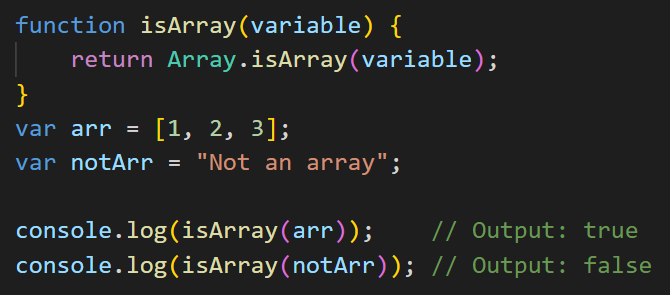 function isArray(variable) {
    return Array.isArray(variable);
}
var arr = [1, 2, 3];
var notArr = "Not an array";

console.log(isArray(arr));    // Output: true
console.log(isArray(notArr)); // Output: false